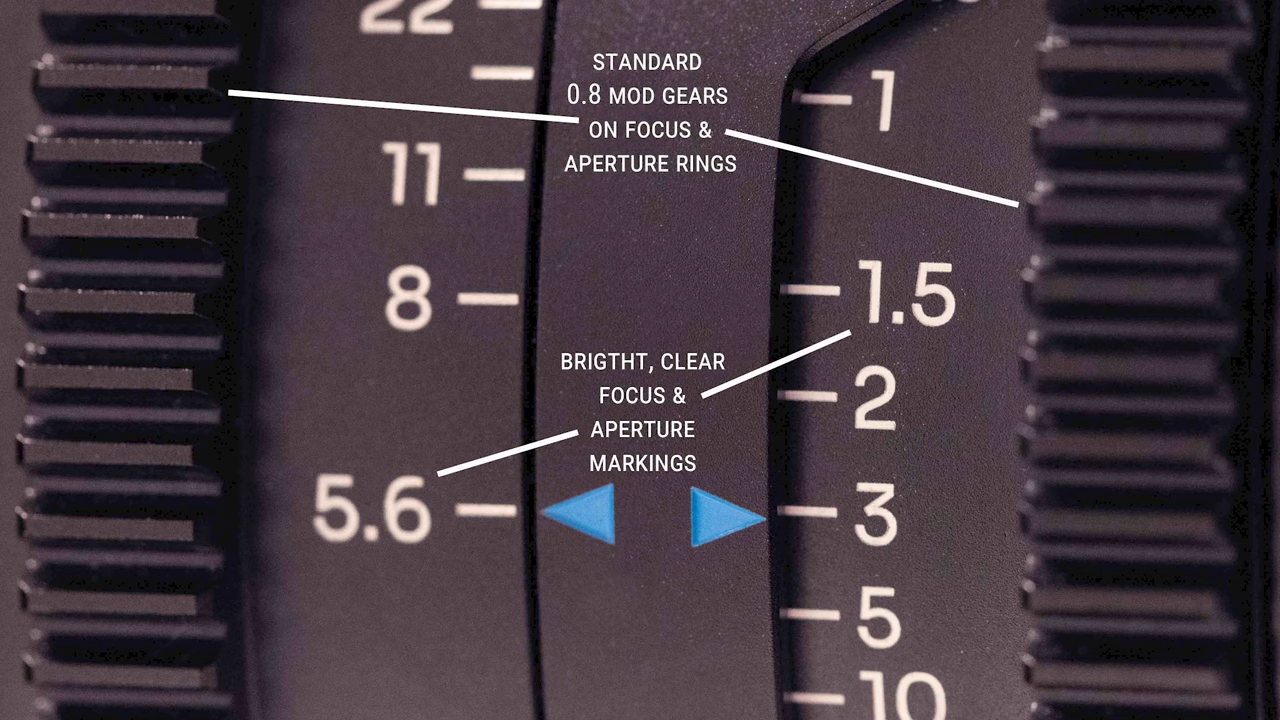 22
STANDARD
0.8 MOD GEARS
ON FOCUS &
APERTURE RINGS
11
8
5.6
BRIGTHT, CLEAR
FOCUS &
APERTURE
MARKINGS
1
1.5
2
3
5
10